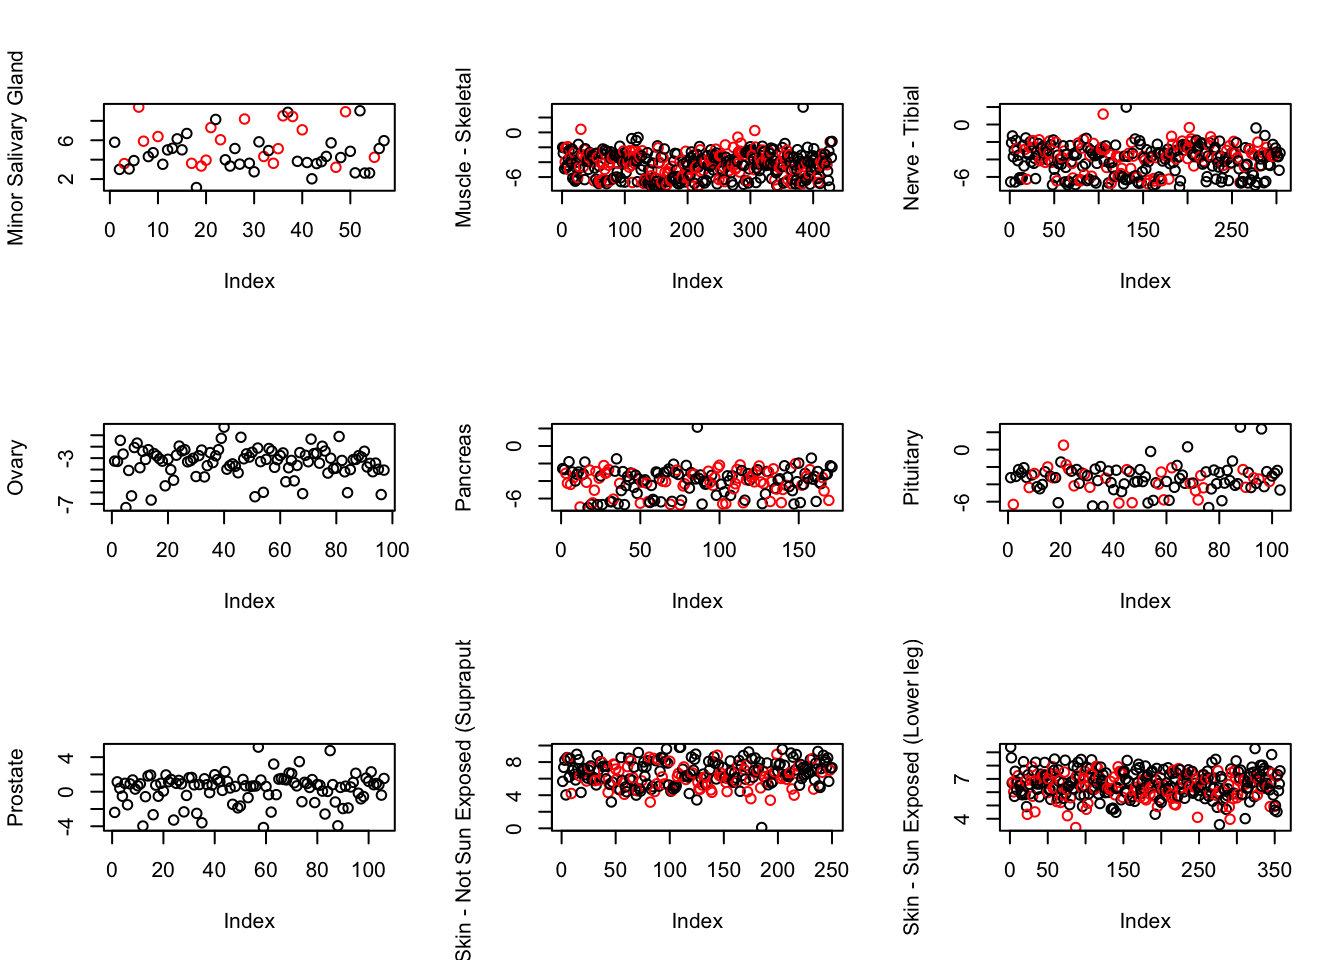 Minor Salivary Gland
2 6
0 10 20 30 40 50
Index
Muscle - Skeletal
-6 0
0 100 200 300 400
Index
Nerve - Tibial
-6 0
0 50 150 250
Index
Ovary
-7 -3
0 20 40 60 80 100
Index
Pancreas
-6 0
0 50 100 150
Index
Pituitary
-6 0
0 20 40 60 80 100
Index
Prostate
-4 0 4
0 20 40 60 80 100
Index
Skin - Not Sun Exposed (Suprapub
0 4 8
0 50 100 150 200 250
Index
Skin - Sun Exposed (Lower leg)
4 7
0 50 150 250 350
Index